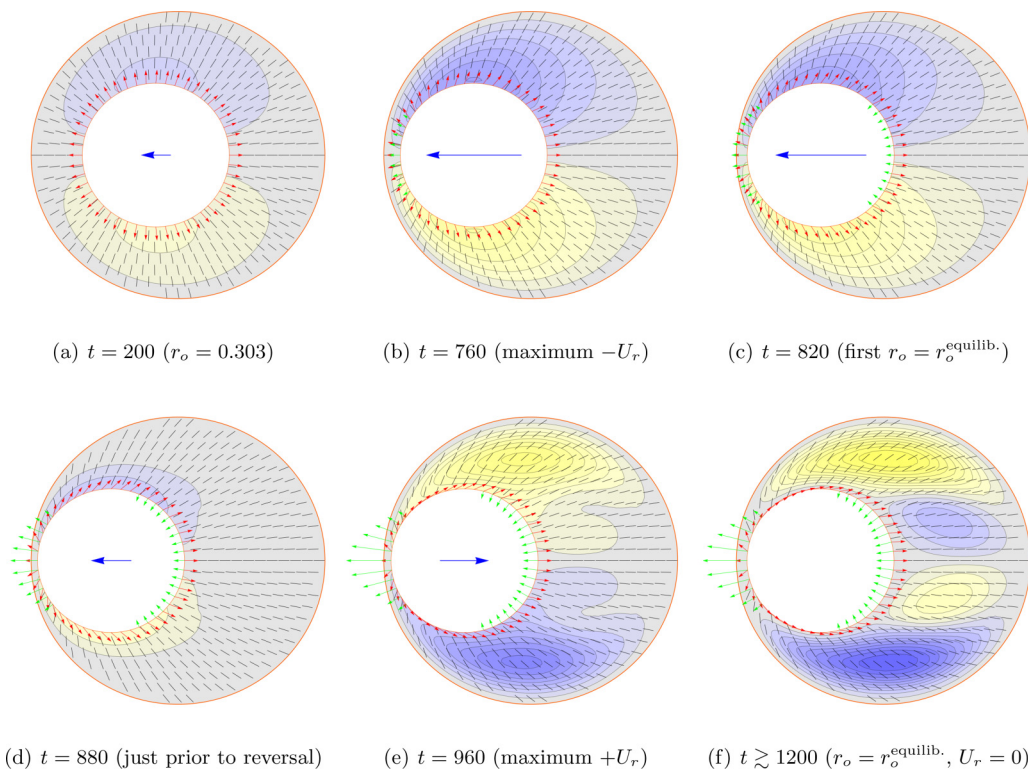 (a) t = 200 (r_o = 0.303)
(b) t = 760 (maximum −U_r)
(c) t = 820 (first r_o = r_o^equilib.)
(d) t = 880 (just prior to reversal)
(e) t = 960 (maximum +U_r)
(f) t ≳ 1200 (r_o = r_o^equilib., U_r = 0)